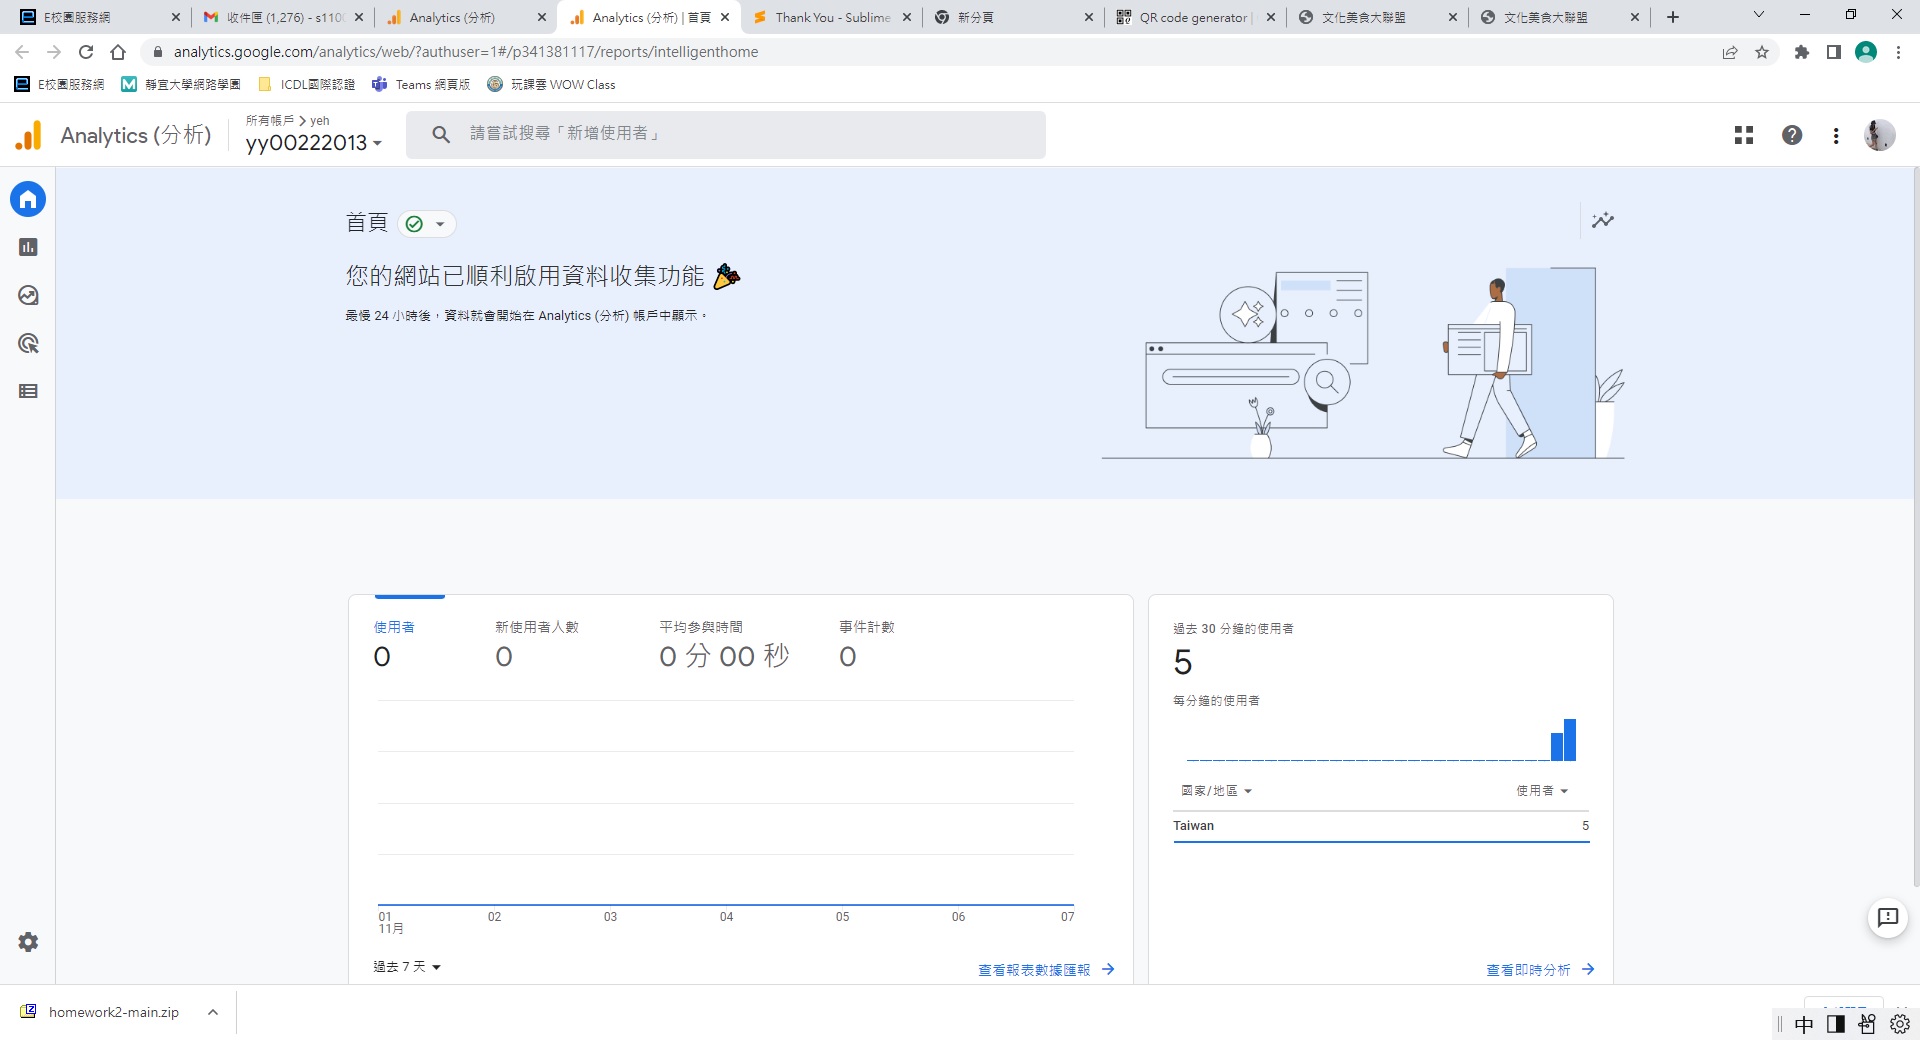 E校園服務網
收件匣 (1,276) - s110
Analytics (分析)
Analytics (分析) | 首頁
Thank You - Sublime
新分頁
QR code generator |
文化美食大聯盟
文化美食大聯盟
analytics.google.com/analytics/web/?authuser=1#/p341381117/reports/intelligenthome
E校園服務網
靜宜大學網路學園
ICDL國際認證
Teams 網頁版
玩課雲 WOW Class
Analytics (分析)
所有帳戶 > yeh
yy00222013
請嘗試搜尋「新增使用者」
首頁
您的網站已順利啟用資料收集功能
最慢 24 小時後，資料就會開始在 Analytics (分析) 帳戶中顯示。
使用者
0
新使用者人數
0
平均參與時間
0 分 00 秒
事件計數
0
01
11月
02
03
04
05
06
07
過去 7 天
查看報表數據匯報
過去 30 分鐘的使用者
5
每分鐘的使用者
國家/地區
使用者
Taiwan
5
查看即時分析
homework2-main.zip
中